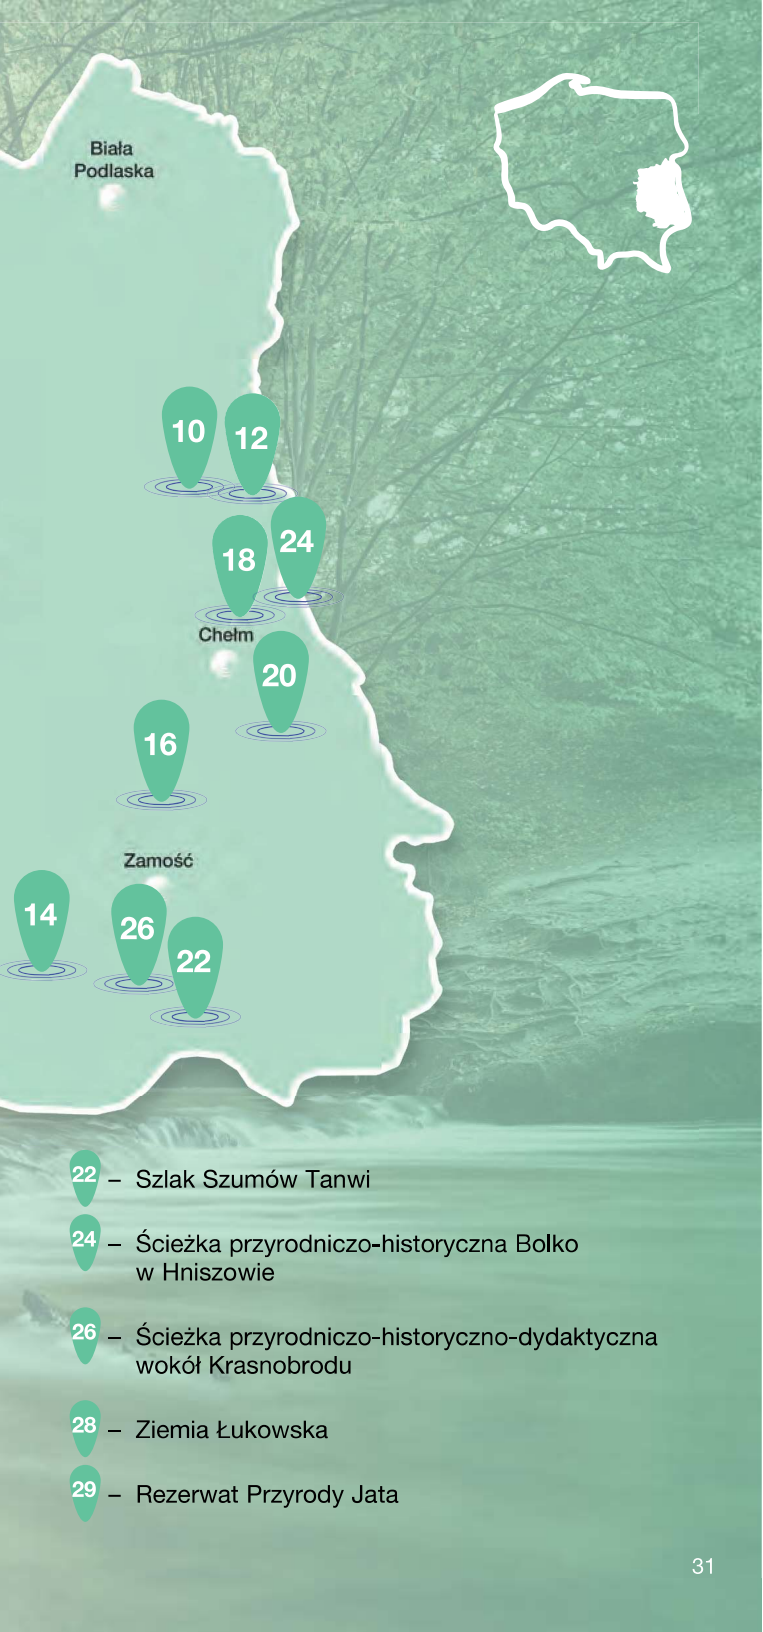 Biała
Podlaska
10
12
24
18
Chełm
20
16
Zamość
14
26
22
22 – Szlak Szumów Tanwi
24 – Ścieżka przyrodniczo-historyczna Bolko
w Hniszowie
26 – Ścieżka przyrodniczo-historyczno-dydaktyczna
wokół Krasnobrodu
28 – Ziemia Łukowska
29 – Rezerwat Przyrody Jata
31